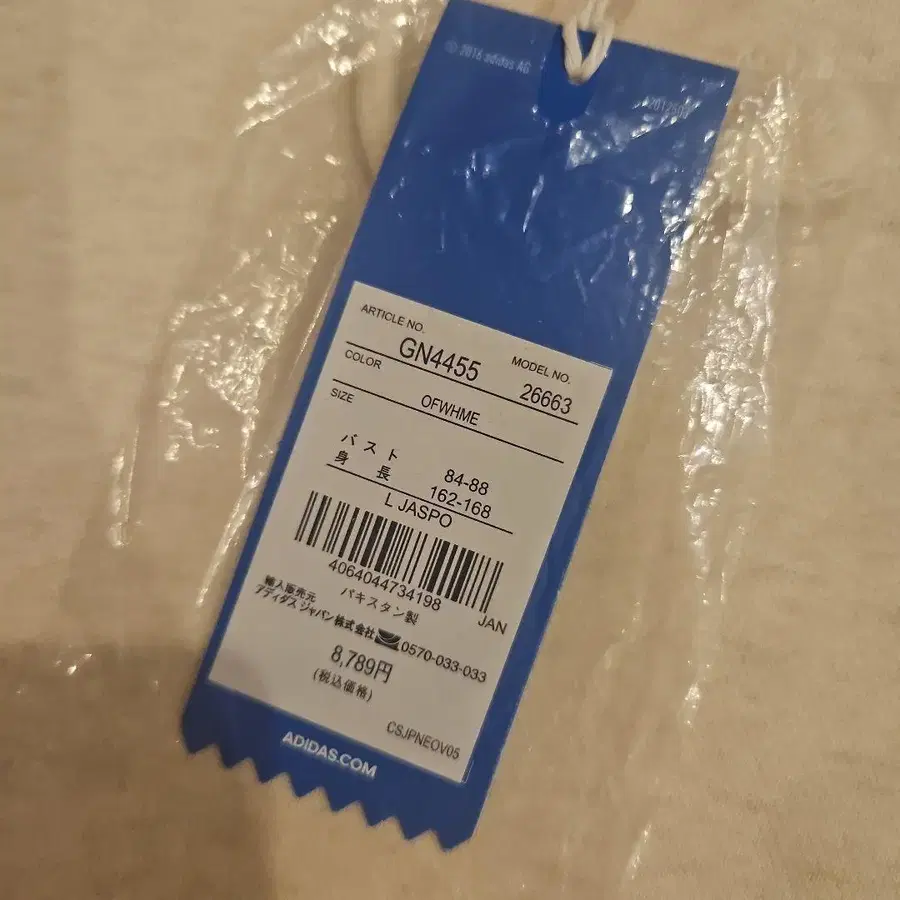 © 2016 adidas AG
ARTICLE NO.
GN4455
MODEL NO.
26663
COLOR
OFWHME
SIZE
バスト 84-88
身長 162-168
L JASPO
4064044734198
JAN
パキスタン製
輸入販売元
アディダス ジャパン株式会社
0570-033-033
8,789円
(税込価格)
CSJPNEOV05
ADIDAS.COM